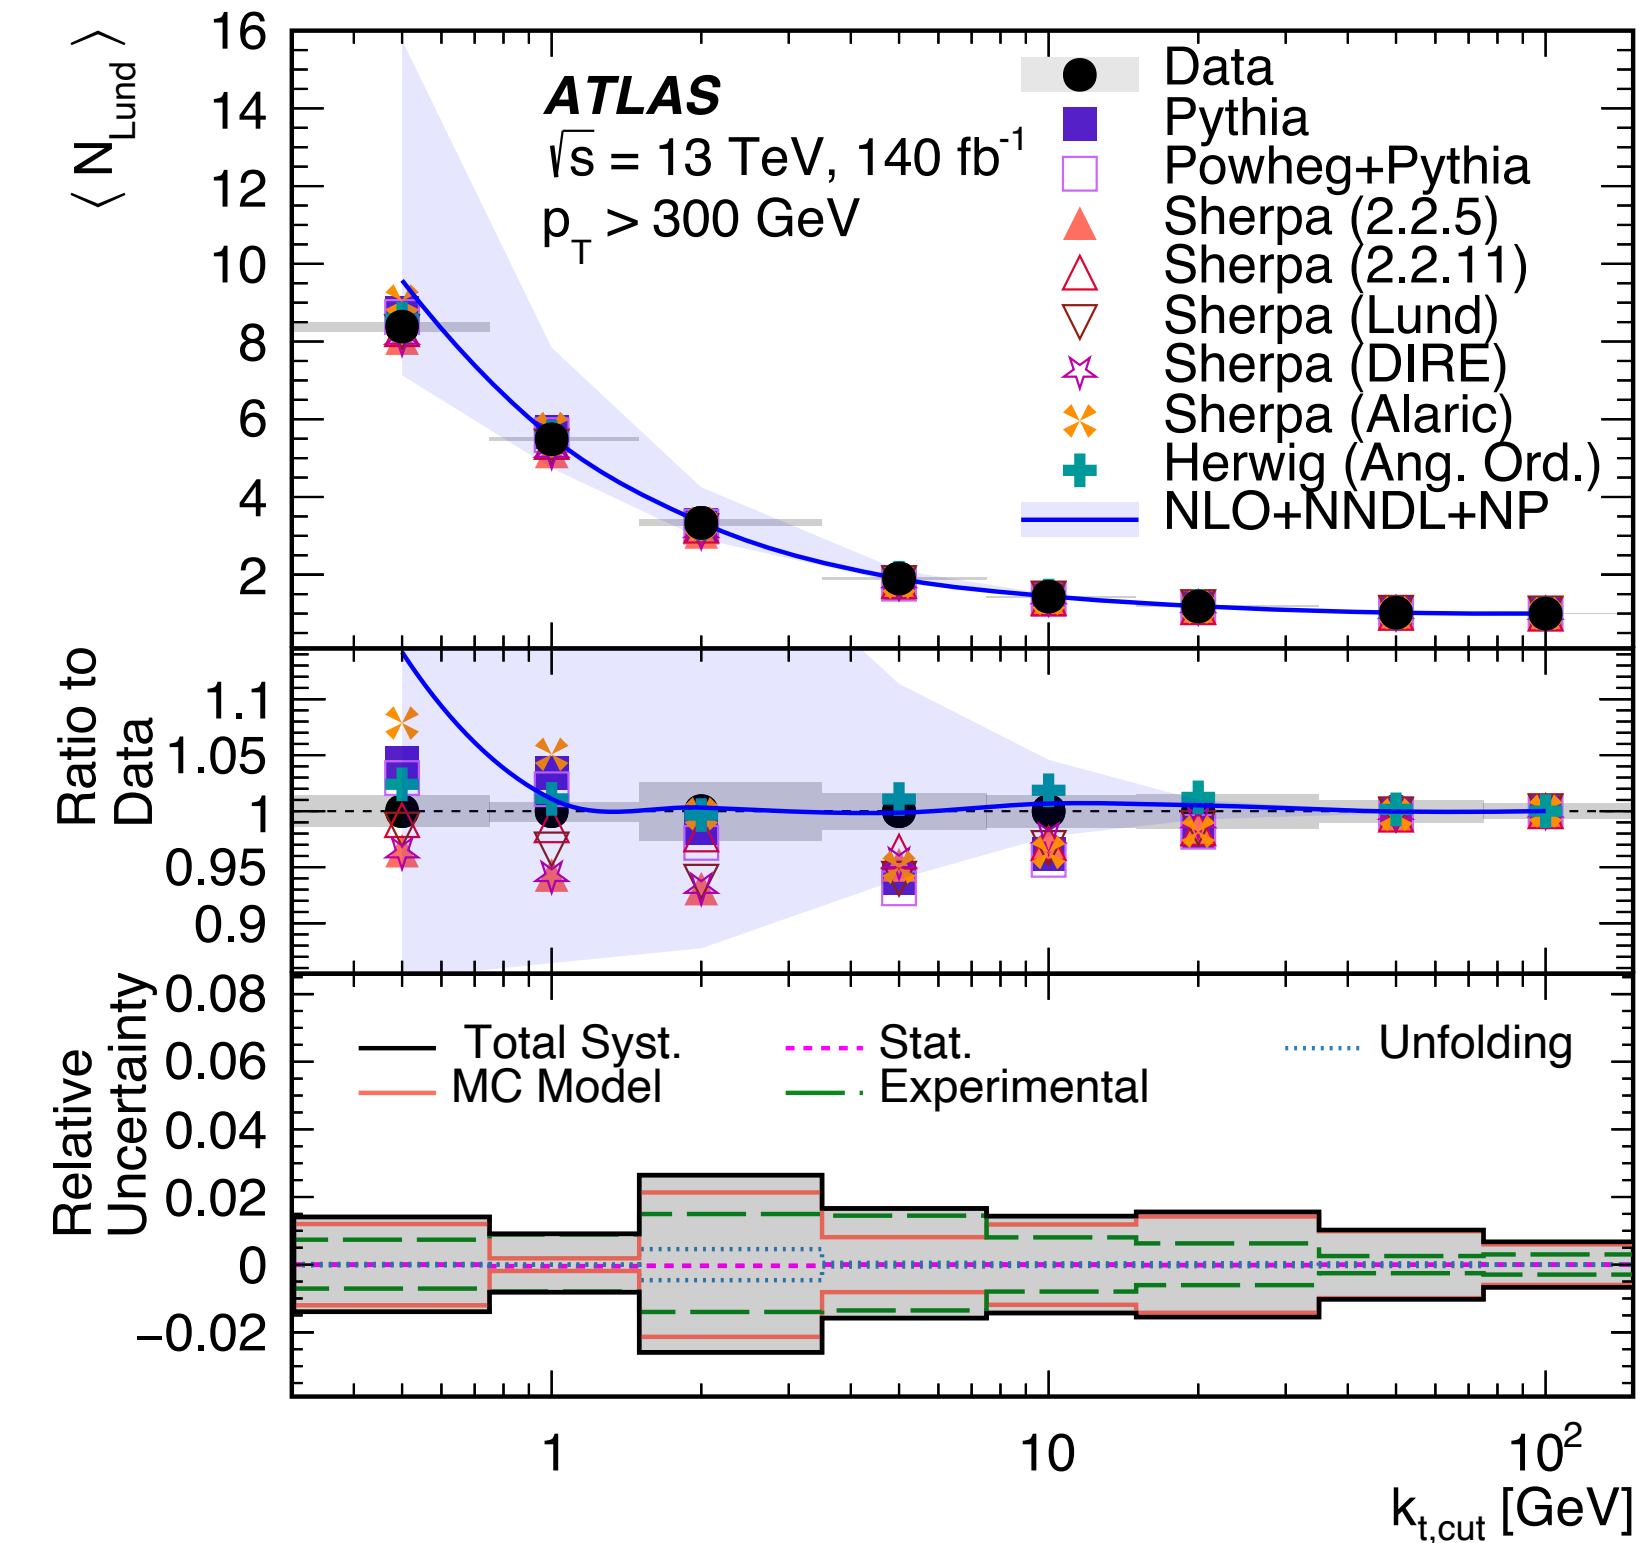 ⟨ N_Lund ⟩
16
14
12
10
8
6
4
2
ATLAS
√s = 13 TeV, 140 fb⁻¹
p_T > 300 GeV
Data
Pythia
Powheg+Pythia
Sherpa (2.2.5)
Sherpa (2.2.11)
Sherpa (Lund)
Sherpa (DIRE)
Sherpa (Alaric)
Herwig (Ang. Ord.)
NLO+NNDL+NP
Ratio to
Data
1.1
1.05
1
0.95
0.9
Relative
Uncertainty
0.08
0.06
0.04
0.02
0
−0.02
Total Syst.
Stat.
Unfolding
MC Model
Experimental
1
10
10²
k_t,cut [GeV]